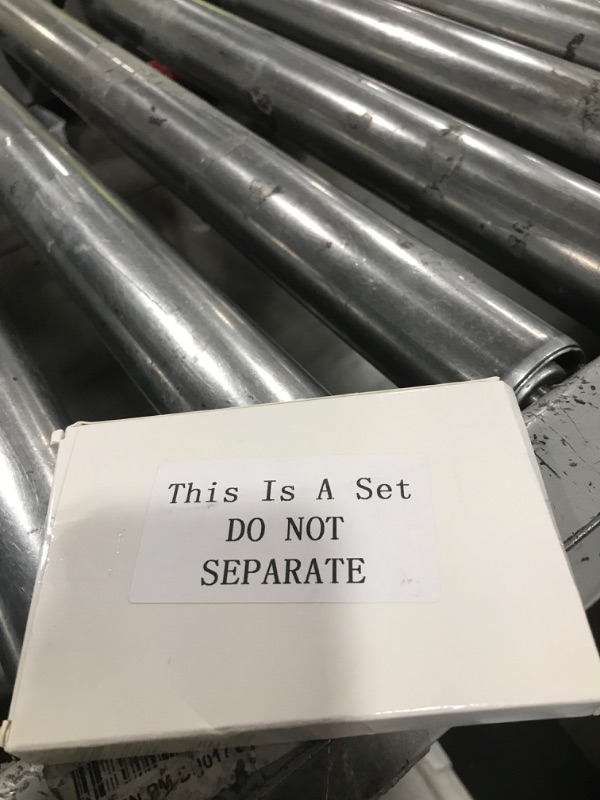 This Is A Set
DO NOT
SEPARATE